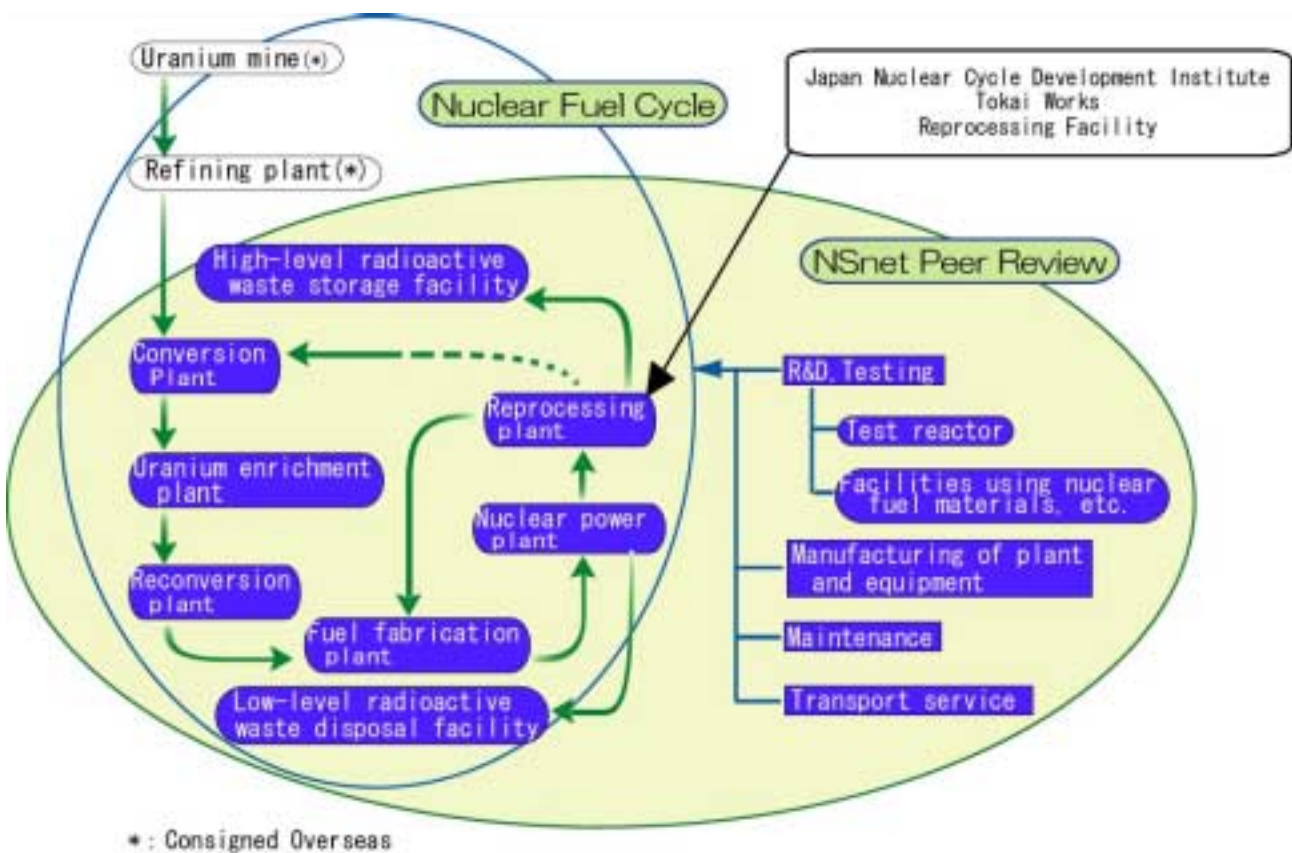 Uranium mine(*)
Nuclear Fuel Cycle
Japan Nuclear Cycle Development Institute
Tokai Works
Reprocessing Facility
Refining plant(*)
High-level radioactive
waste storage facility
NSnet Peer Review
Conversion
Plant
R&D,Testing
Reprocessing
plant
Test reactor
Uranium enrichment
plant
Facilities using nuclear
fuel materials, etc.
Nuclear power
plant
Manufacturing of plant
and equipment
Reconversion
plant
Fuel fabrication
plant
Maintenance
Low-level radioactive
waste disposal facility
Transport service
*: Consigned Overseas